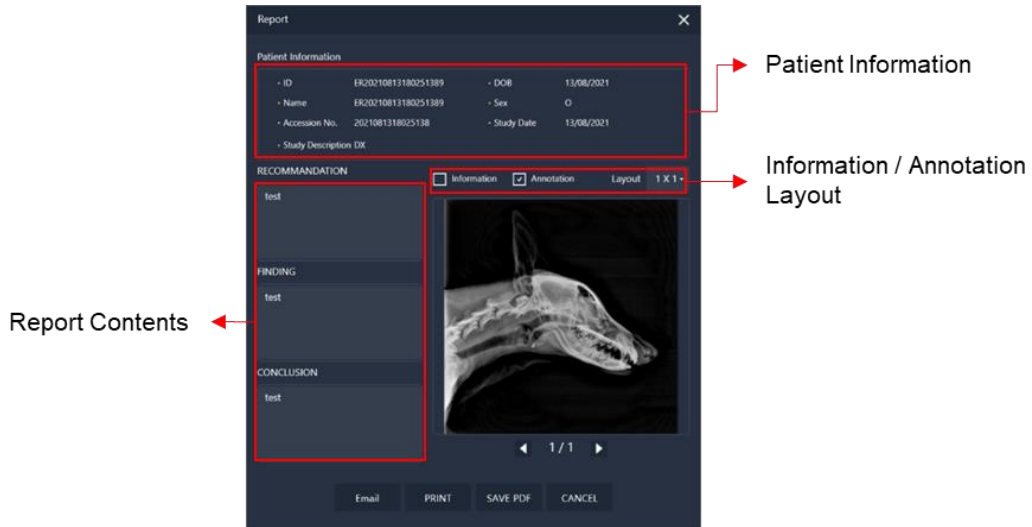 Report
Patient Information
• ID ER20210813180251389 • DOB 13/08/2021
• Name ER20210813180251389 • Sex O
• Accession No. 2021081318025138 • Study Date 13/08/2021
• Study Description DX
Patient Information
RECOMMANDATION
Information Annotation Layout 1 X 1
Information / Annotation
Layout
test
FINDING
test
Report Contents
CONCLUSION
test
1 / 1
Email PRINT SAVE PDF CANCEL